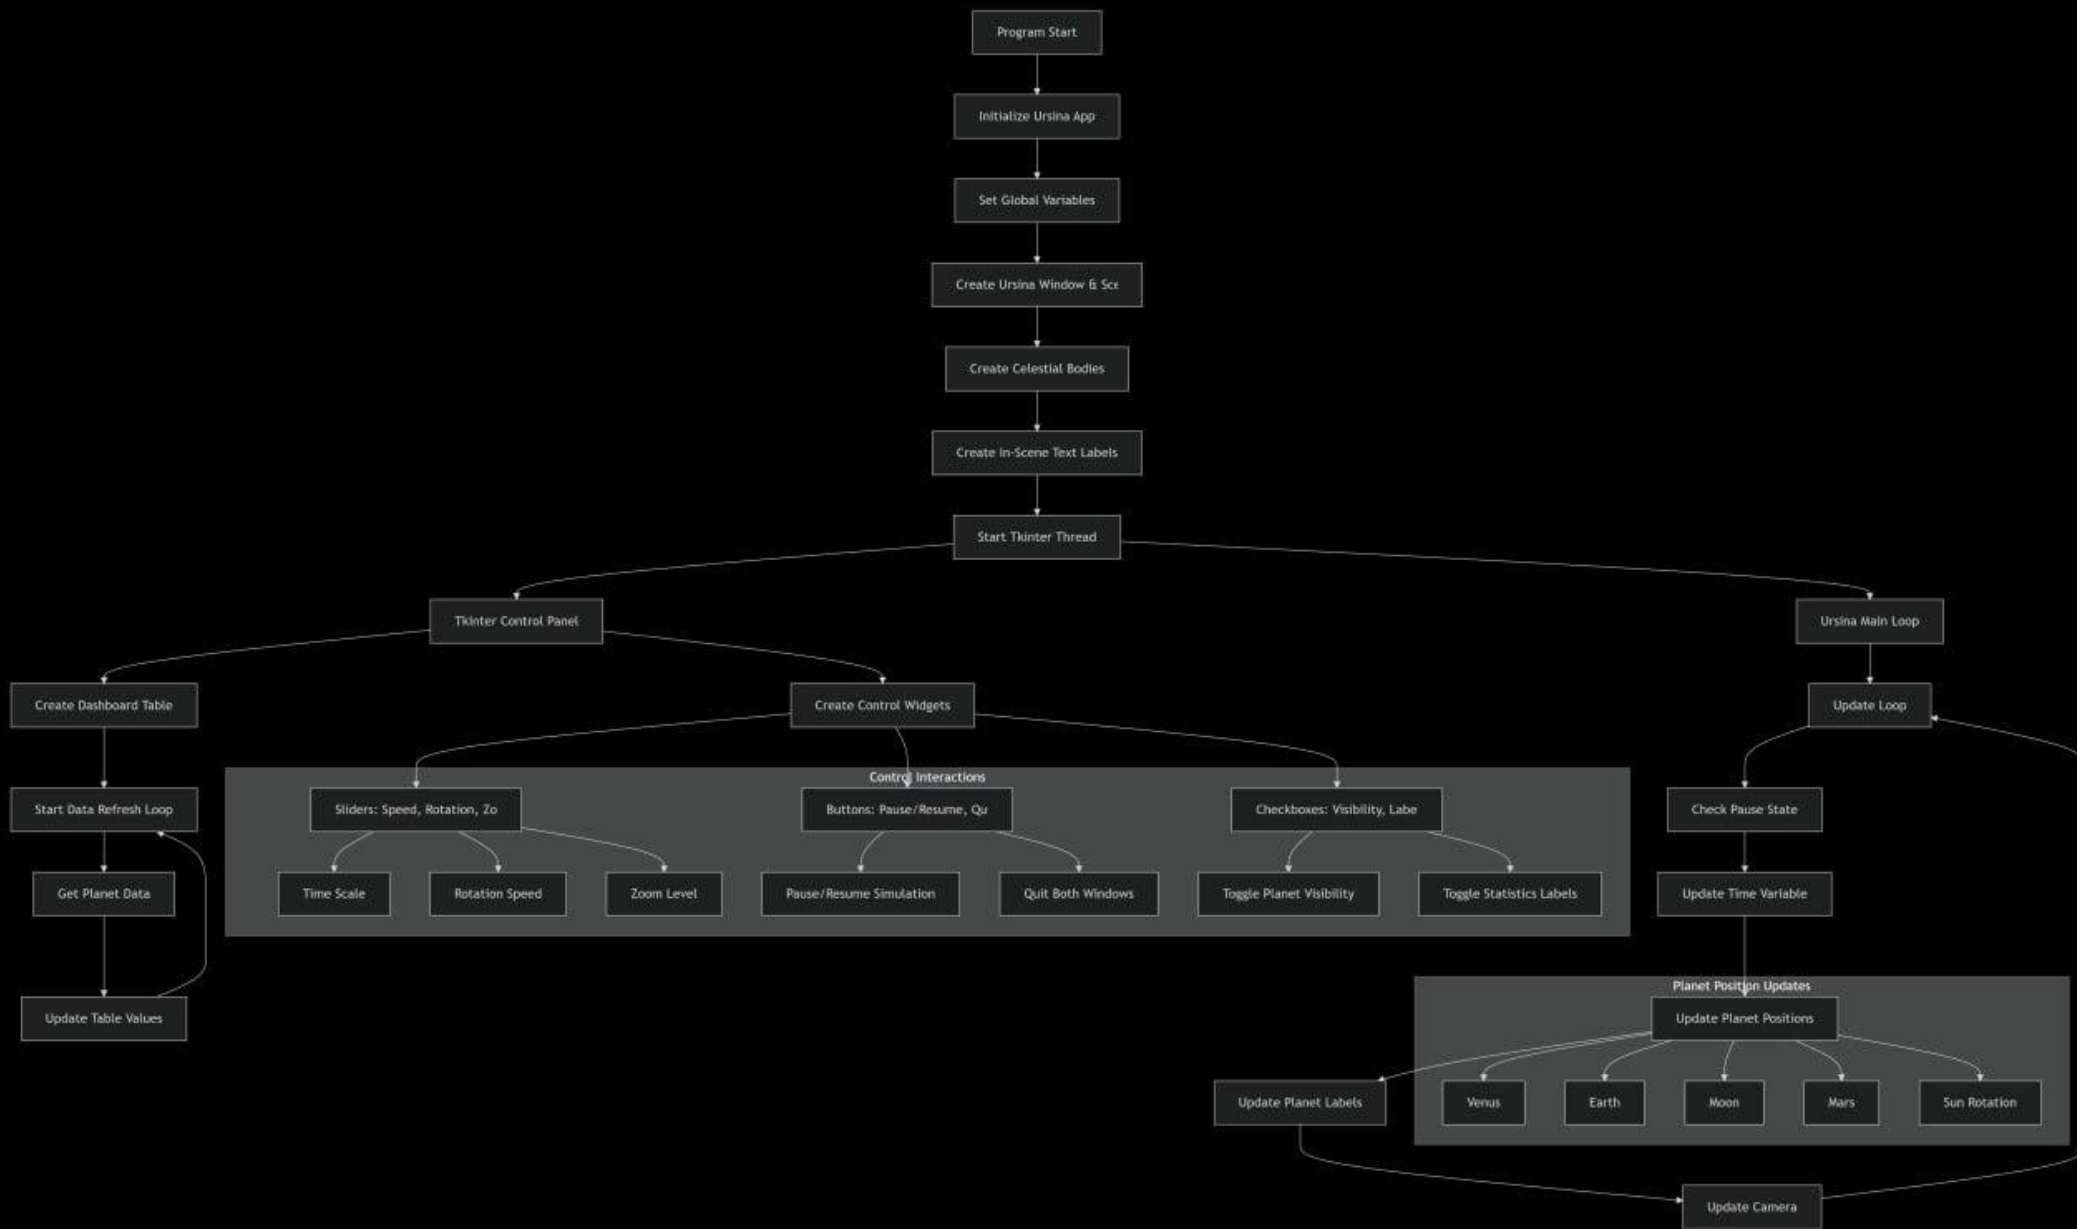 Program Start
Initialize Ursina App
Set Global Variables
Create Ursina Window & Sce
Create Celestial Bodies
Create In-Scene Text Labels
Start Tkinter Thread
Tkinter Control Panel
Ursina Main Loop
Create Dashboard Table
Create Control Widgets
Update Loop
Control Interactions
Start Data Refresh Loop
Sliders: Speed, Rotation, Zo
Buttons: Pause/Resume, Qu
Checkboxes: Visibility, Labe
Check Pause State
Get Planet Data
Time Scale
Rotation Speed
Zoom Level
Pause/Resume Simulation
Quit Both Windows
Toggle Planet Visibility
Toggle Statistics Labels
Update Time Variable
Planet Position Updates
Update Table Values
Update Planet Positions
Update Planet Labels
Venus
Earth
Moon
Mars
Sun Rotation
Update Camera